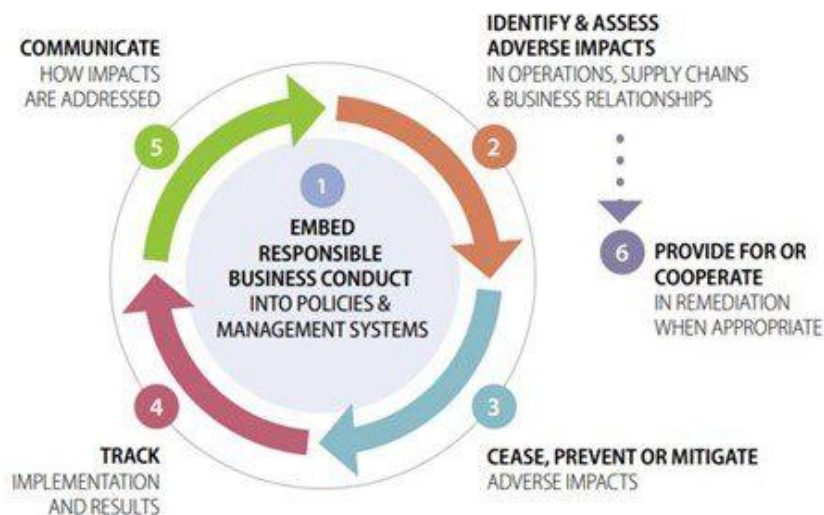 1
EMBED
RESPONSIBLE
BUSINESS CONDUCT
INTO POLICIES &
MANAGEMENT SYSTEMS
2
IDENTIFY & ASSESS
ADVERSE IMPACTS
IN OPERATIONS, SUPPLY CHAINS
& BUSINESS RELATIONSHIPS
3
CEASE, PREVENT OR MITIGATE
ADVERSE IMPACTS
4
TRACK
IMPLEMENTATION
AND RESULTS
5
COMMUNICATE
HOW IMPACTS
ARE ADDRESSED
6
PROVIDE FOR OR
COOPERATE
IN REMEDIATION
WHEN APPROPRIATE